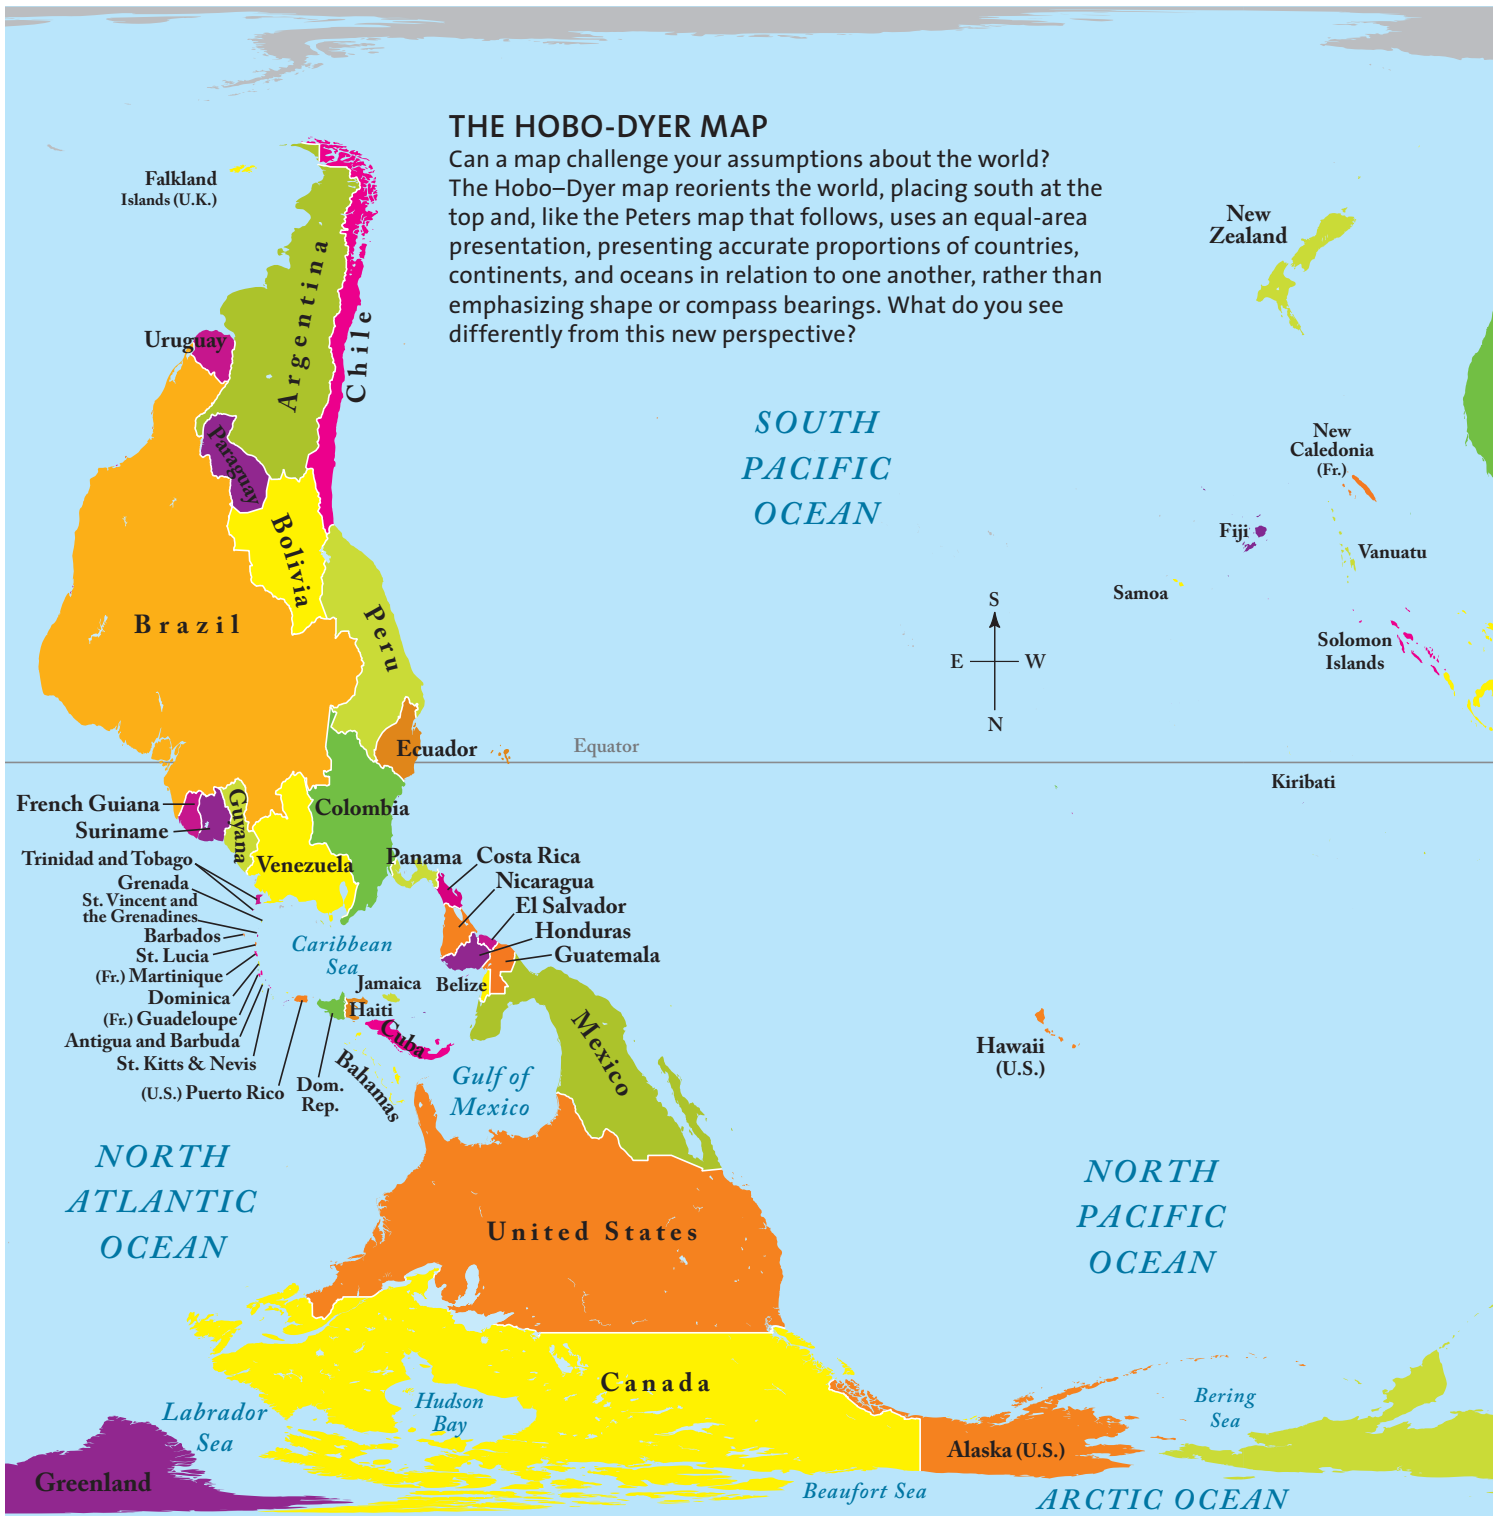 THE HOBO-DYER MAP
Can a map challenge your assumptions about the world?
The Hobo–Dyer map reorients the world, placing south at the
top and, like the Peters map that follows, uses an equal-area
presentation, presenting accurate proportions of countries,
continents, and oceans in relation to one another, rather than
emphasizing shape or compass bearings. What do you see
differently from this new perspective?
Falkland
Islands (U.K.)
New
Zealand
Argentina
Chile
Uruguay
Paraguay
SOUTH
PACIFIC
OCEAN
New
Caledonia
(Fr.)
Fiji
Vanuatu
Samoa
Solomon
Islands
Bolivia
Brazil
Peru
S
E
W
N
Ecuador
Equator
Kiribati
French Guiana
Suriname
Guyana
Colombia
Venezuela
Trinidad and Tobago
Grenada
St. Vincent and
the Grenadines
Barbados
St. Lucia
(Fr.) Martinique
Dominica
(Fr.) Guadeloupe
Antigua and Barbuda
St. Kitts & Nevis
(U.S.) Puerto Rico
Dom.
Rep.
Panama
Costa Rica
Nicaragua
El Salvador
Honduras
Guatemala
Belize
Caribbean
Sea
Jamaica
Haiti
Cuba
Bahamas
Gulf of
Mexico
Mexico
Hawaii
(U.S.)
NORTH
ATLANTIC
OCEAN
NORTH
PACIFIC
OCEAN
United States
Canada
Hudson
Bay
Labrador
Sea
Greenland
Alaska (U.S.)
Bering
Sea
Beaufort Sea
ARCTIC OCEAN